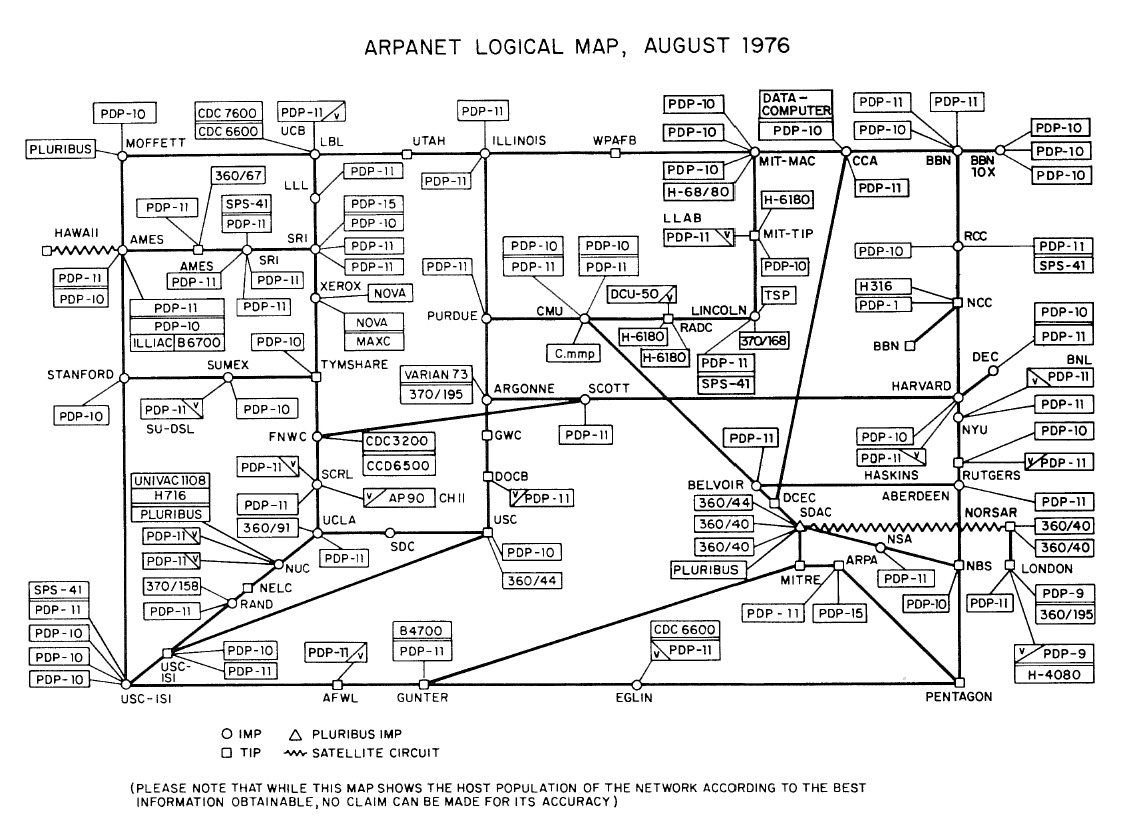 ARPANET LOGICAL MAP, AUGUST 1976
PDP-10
CDC 7600
CDC 6600
PDP-11 V
UCB
PDP-11
PDP-10
PDP-10
DATA-
COMPUTER
PDP-10
PDP-11
PDP-10
PDP-11
PDP-10
PDP-10
PDP-10
PLURIBUS
MOFFETT
LBL
UTAH
ILLINOIS
WPAFB
MIT-MAC
CCA
BBN
BBN
10X
LLL
PDP-11
PDP-11
PDP-10
H-68/80
PDP-11
360/67
PDP-11
SPS-41
PDP-11
PDP-15
PDP-10
PDP-11
PDP-11
H-6180
LLAB
PDP-11 V
MIT-TIP
PDP-10
HAWAII
AMES
SRI
PDP-10
PDP-11
PDP-10
PDP-11
RCC
PDP-10
PDP-11
SPS-41
PDP-11
PDP-10
AMES
PDP-11
SRI
PDP-11
PDP-11
XEROX
NOVA
PDP-11
DCU-50 V
TSP
H316
PDP-1
NCC
PDP-11
PDP-10
ILLIAC B6700
NOVA
MAXC
PURDUE
CMU
C.mmp
H-6180
RADC
H-6180
LINCOLN
370/168
BBN
PDP-10
PDP-11
PDP-10
TYMSHARE
STANFORD
SUMEX
PDP-10
PDP-11 V
SU-DSL
PDP-10
VARIAN 73
370/195
ARGONNE
SCOTT
PDP-11
PDP-11
SPS-41
DEC
BNL
V PDP-11
HARVARD
PDP-11
NYU
PDP-10
PDP-11 V
HASKINS
PDP-10
RUTGERS
V PDP-11
FNWC
CDC3200
CCD6500
GWC
PDP-11
PDP-11 V
SCRL
V AP90 CHII
PDP-11
DOCB
V PDP-11
BELVOIR
DCEC
ABERDEEN
PDP-11
UNIVAC 1108
H716
PLURIBUS
360/91
UCLA
PDP-11
SDC
USC
PDP-10
360/44
360/44
360/40
360/40
PLURIBUS
SDAC
NSA
PDP-11
NORSAR
360/40
360/40
PDP-11 V
PDP-11 V
NUC
370/158
NELC
PDP-11
RAND
MITRE
ARPA
PDP-11
PDP-15
NBS
PDP-10
LONDON
PDP-11
PDP-9
360/195
V PDP-9
H-4080
SPS-41
PDP-11
PDP-10
PDP-10
PDP-10
USC-
ISI
PDP-10
PDP-11
PDP-11 V
B4700
PDP-11
CDC 6600
V PDP-11
USC-ISI
AFWL
GUNTER
EGLIN
PENTAGON
IMP
PLURIBUS IMP
TIP
SATELLITE CIRCUIT
(PLEASE NOTE THAT WHILE THIS MAP SHOWS THE HOST POPULATION OF THE NETWORK ACCORDING TO THE BEST
INFORMATION OBTAINABLE, NO CLAIM CAN BE MADE FOR ITS ACCURACY)